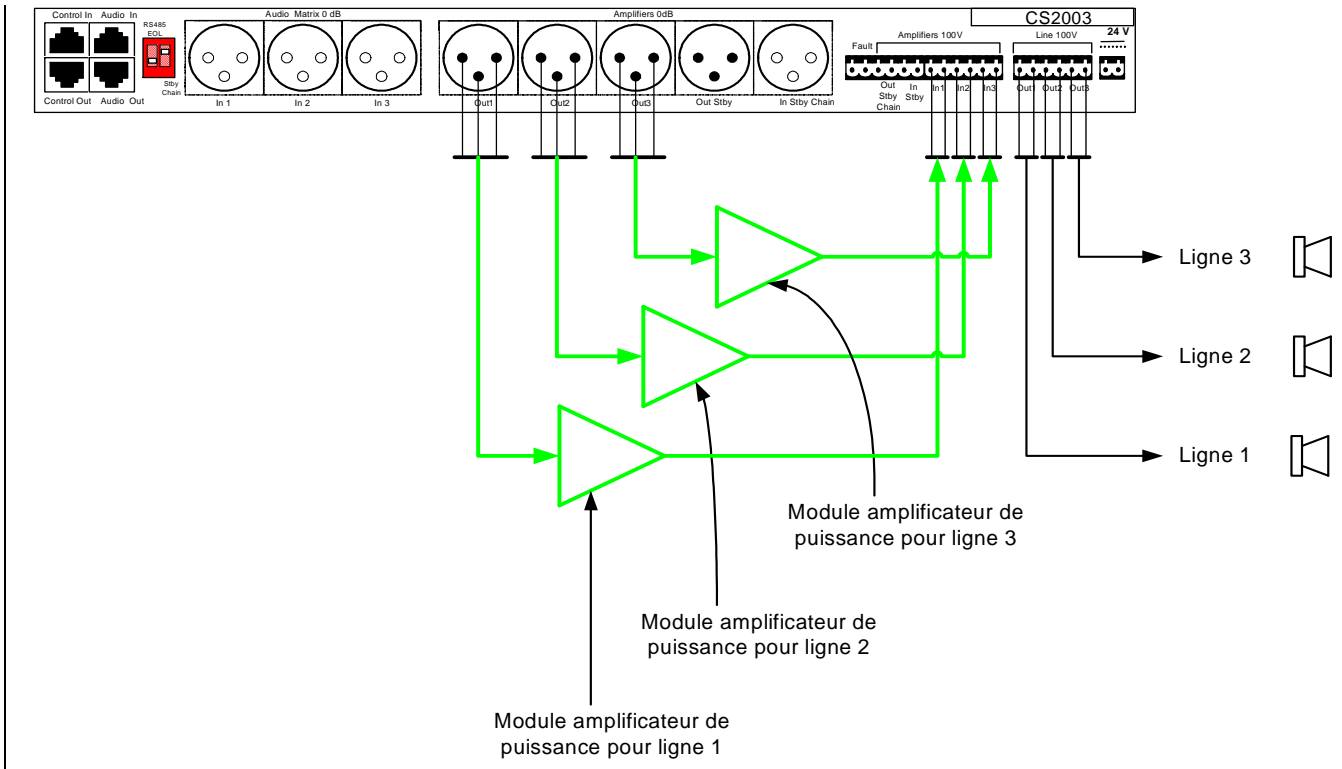 Control In Audio In
RS485
EOL
Audio Matrix 0 dB
Amplifiers 0dB
CS2003
24 V
Fault
Amplifiers 100V
Line 100V
Control Out Audio Out
Stby
Chain
In 1
In 2
In 3
Out1
Out2
Out3
Out Stby
In Stby Chain
Out
Stby
Chain
In
Stby
In1
In2
In3
Out1
Out2
Out3
Ligne 3
Ligne 2
Ligne 1
Module amplificateur de
puissance pour ligne 3
Module amplificateur de
puissance pour ligne 2
Module amplificateur de
puissance pour ligne 1